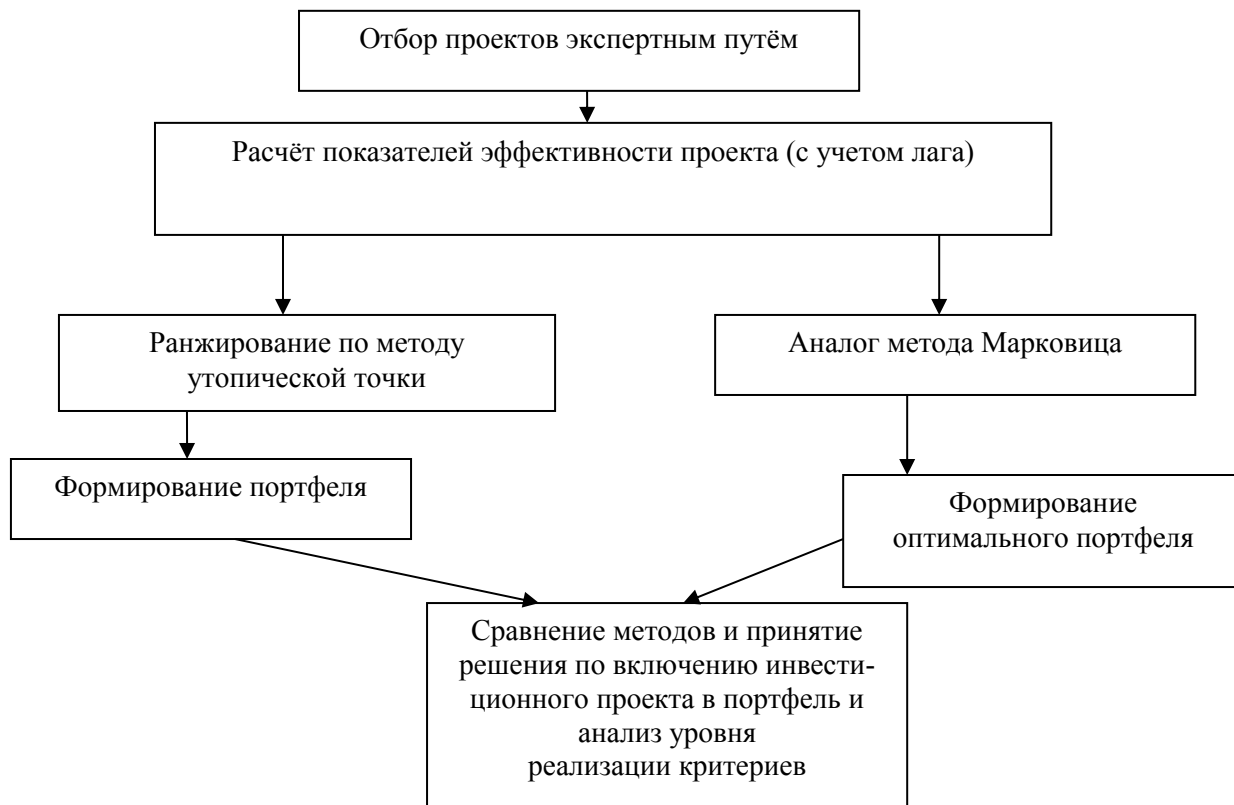 Отбор проектов экспертным путём
Расчёт показателей эффективности проекта (с учетом лага)
Ранжирование по методу
утопической точки
Аналог метода Марковица
Формирование портфеля
Формирование
оптимального портфеля
Сравнение методов и принятие
решения по включению инвести-
ционного проекта в портфель и
анализ уровня
реализации критериев